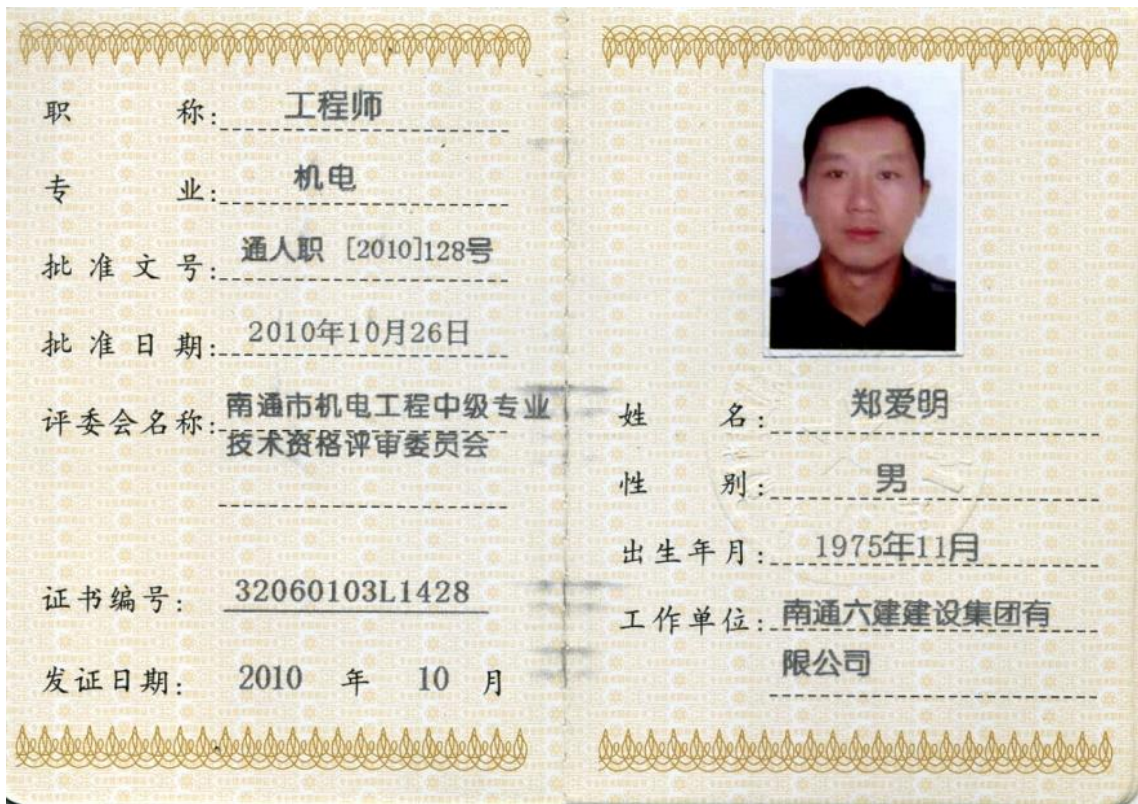 职称：工程师
专业：机电
批准文号：通人职 [2010]128号
批准日期：2010年10月26日
评委会名称：南通市机电工程中级专业
技术资格评审委员会
证书编号：32060103L1428
发证日期：2010 年 10 月
姓名：郑爱明
性别：男
出生年月：1975年11月
工作单位：南通六建建设集团有
限公司